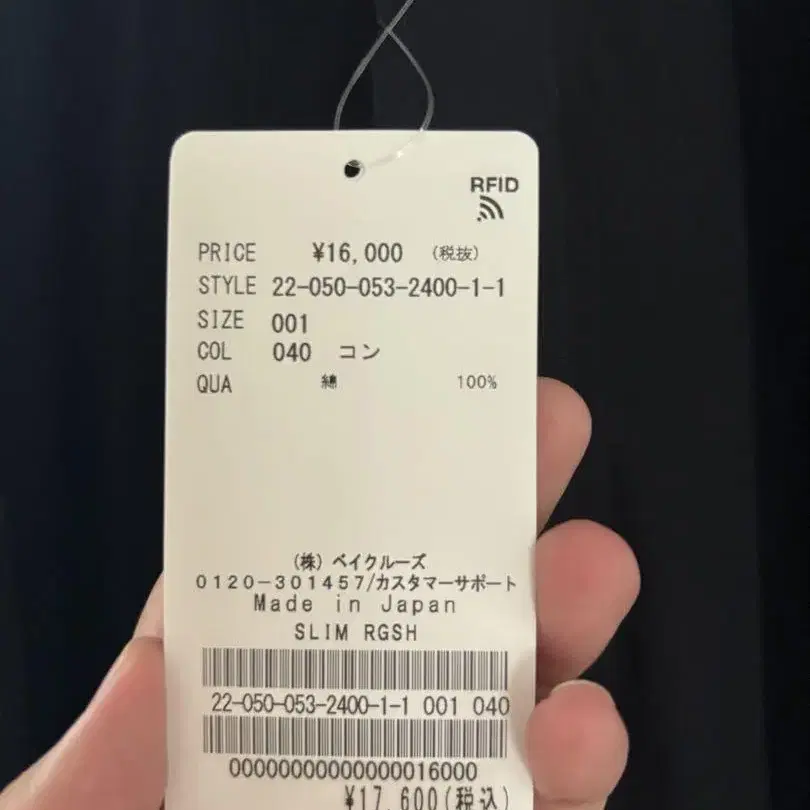 RFID
PRICE ¥16,000 (税抜)
STYLE 22-050-053-2400-1-1
SIZE 001
COL 040 コン
QUA 綿 100%
(株) ベイクルーズ
0120-301457/カスタマーサポート
Made in Japan
SLIM RGSH
22-050-053-2400-1-1 001 040
00000000000000016000
¥17,600(税込)